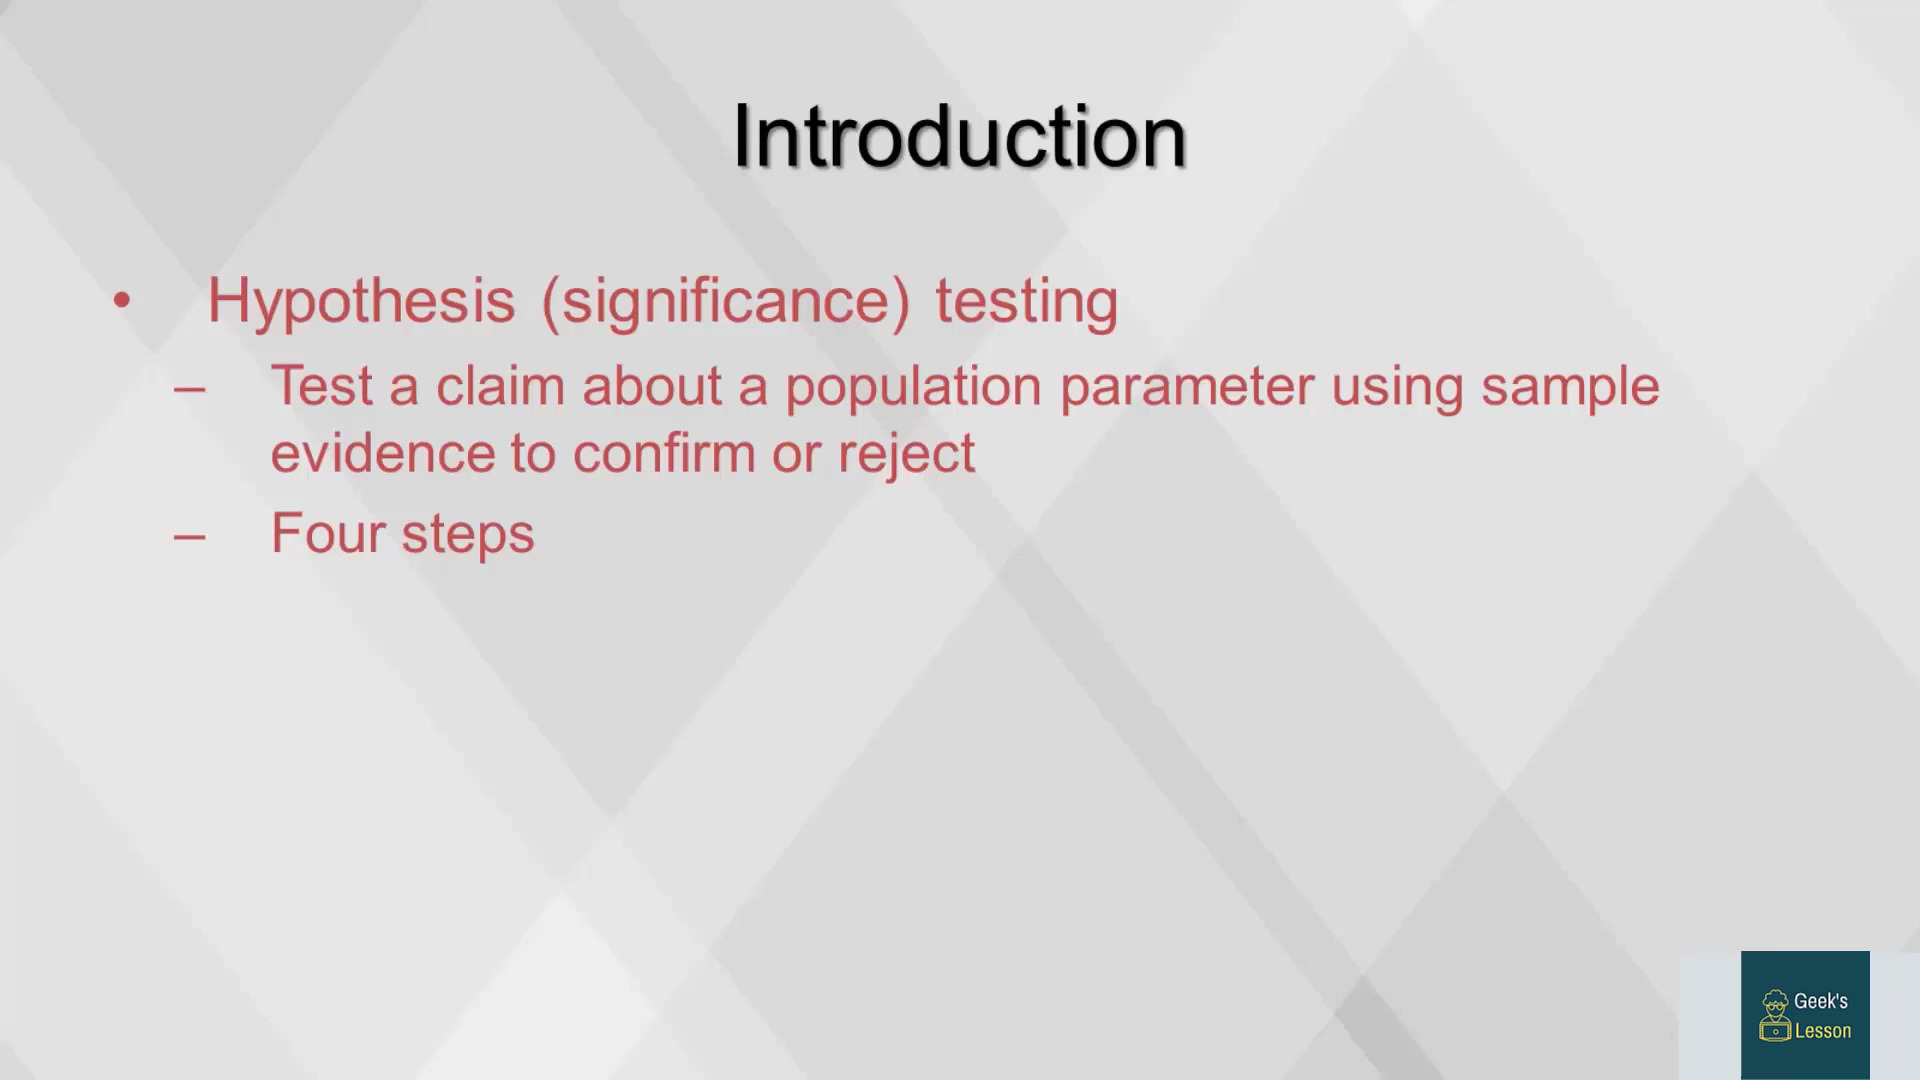 Introduction
• Hypothesis (significance) testing
– Test a claim about a population parameter using sample
evidence to confirm or reject
– Four steps
Geek's
Lesson